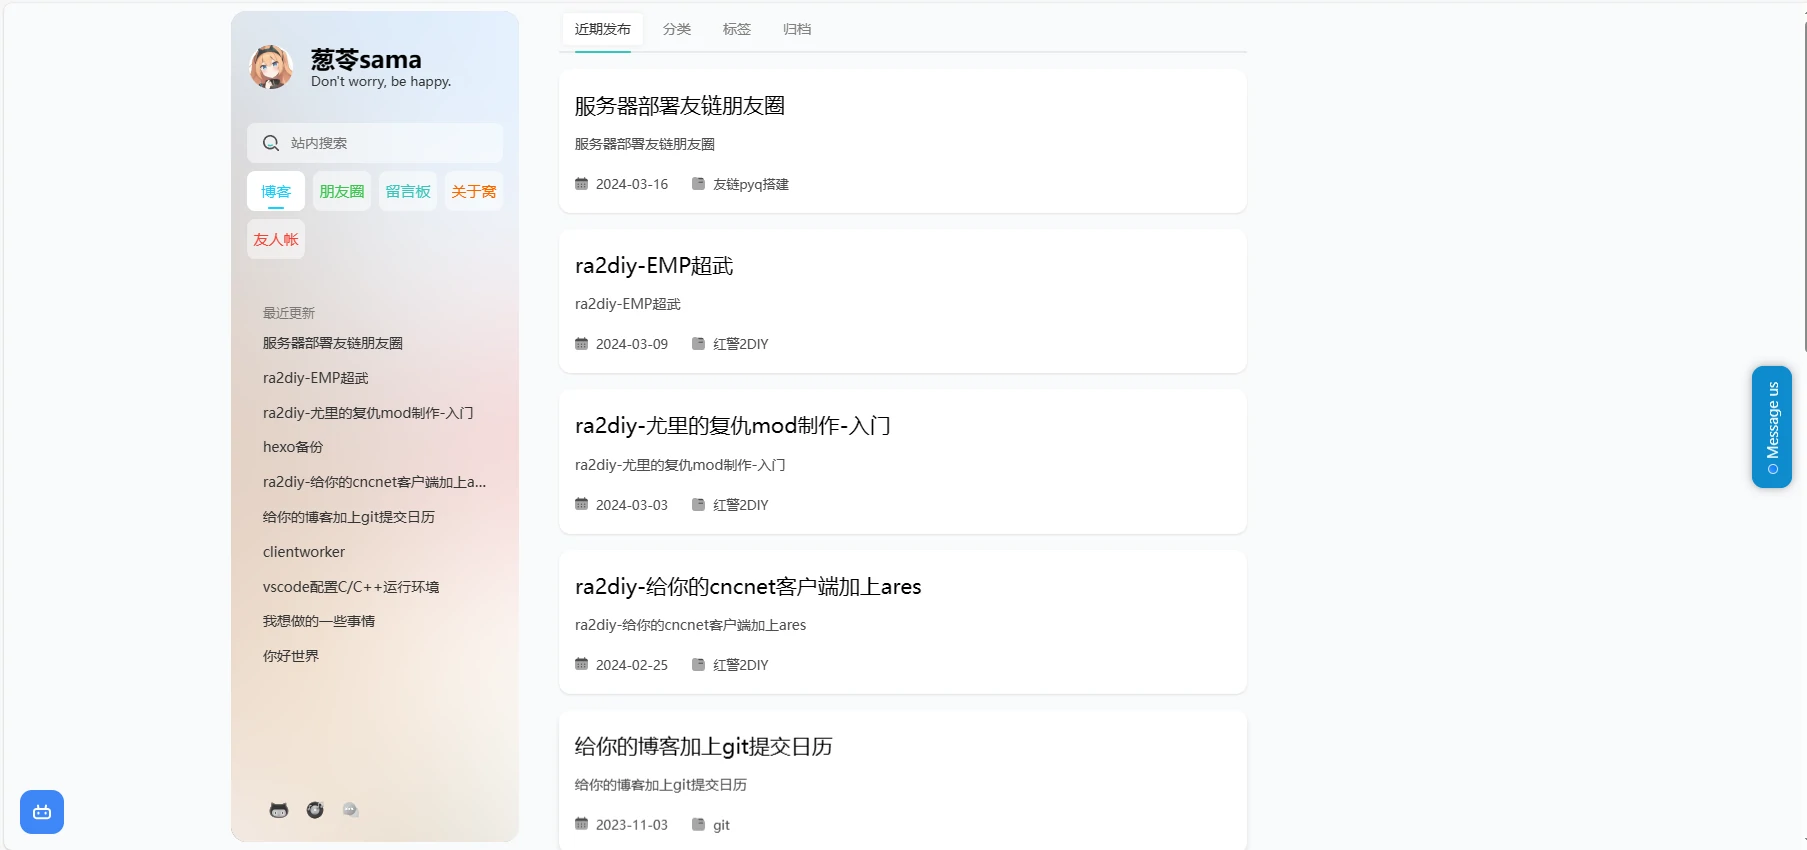 葱苓sama
Don't worry, be happy.
站内搜索
博客 朋友圈 留言板 关于窝
友人帐
最近更新
服务器部署友链朋友圈
ra2diy-EMP超武
ra2diy-尤里的复仇mod制作-入门
hexo备份
ra2diy-给你的cncnet客户端加上a...
给你的博客加上git提交日历
clientworker
vscode配置C/C++运行环境
我想做的一些事情
你好世界
近期发布 分类 标签 归档
服务器部署友链朋友圈
服务器部署友链朋友圈
2024-03-16 友链pyq搭建
ra2diy-EMP超武
ra2diy-EMP超武
2024-03-09 红警2DIY
ra2diy-尤里的复仇mod制作-入门
ra2diy-尤里的复仇mod制作-入门
2024-03-03 红警2DIY
ra2diy-给你的cncnet客户端加上ares
ra2diy-给你的cncnet客户端加上ares
2024-02-25 红警2DIY
给你的博客加上git提交日历
给你的博客加上git提交日历
2023-11-03 git
Message us